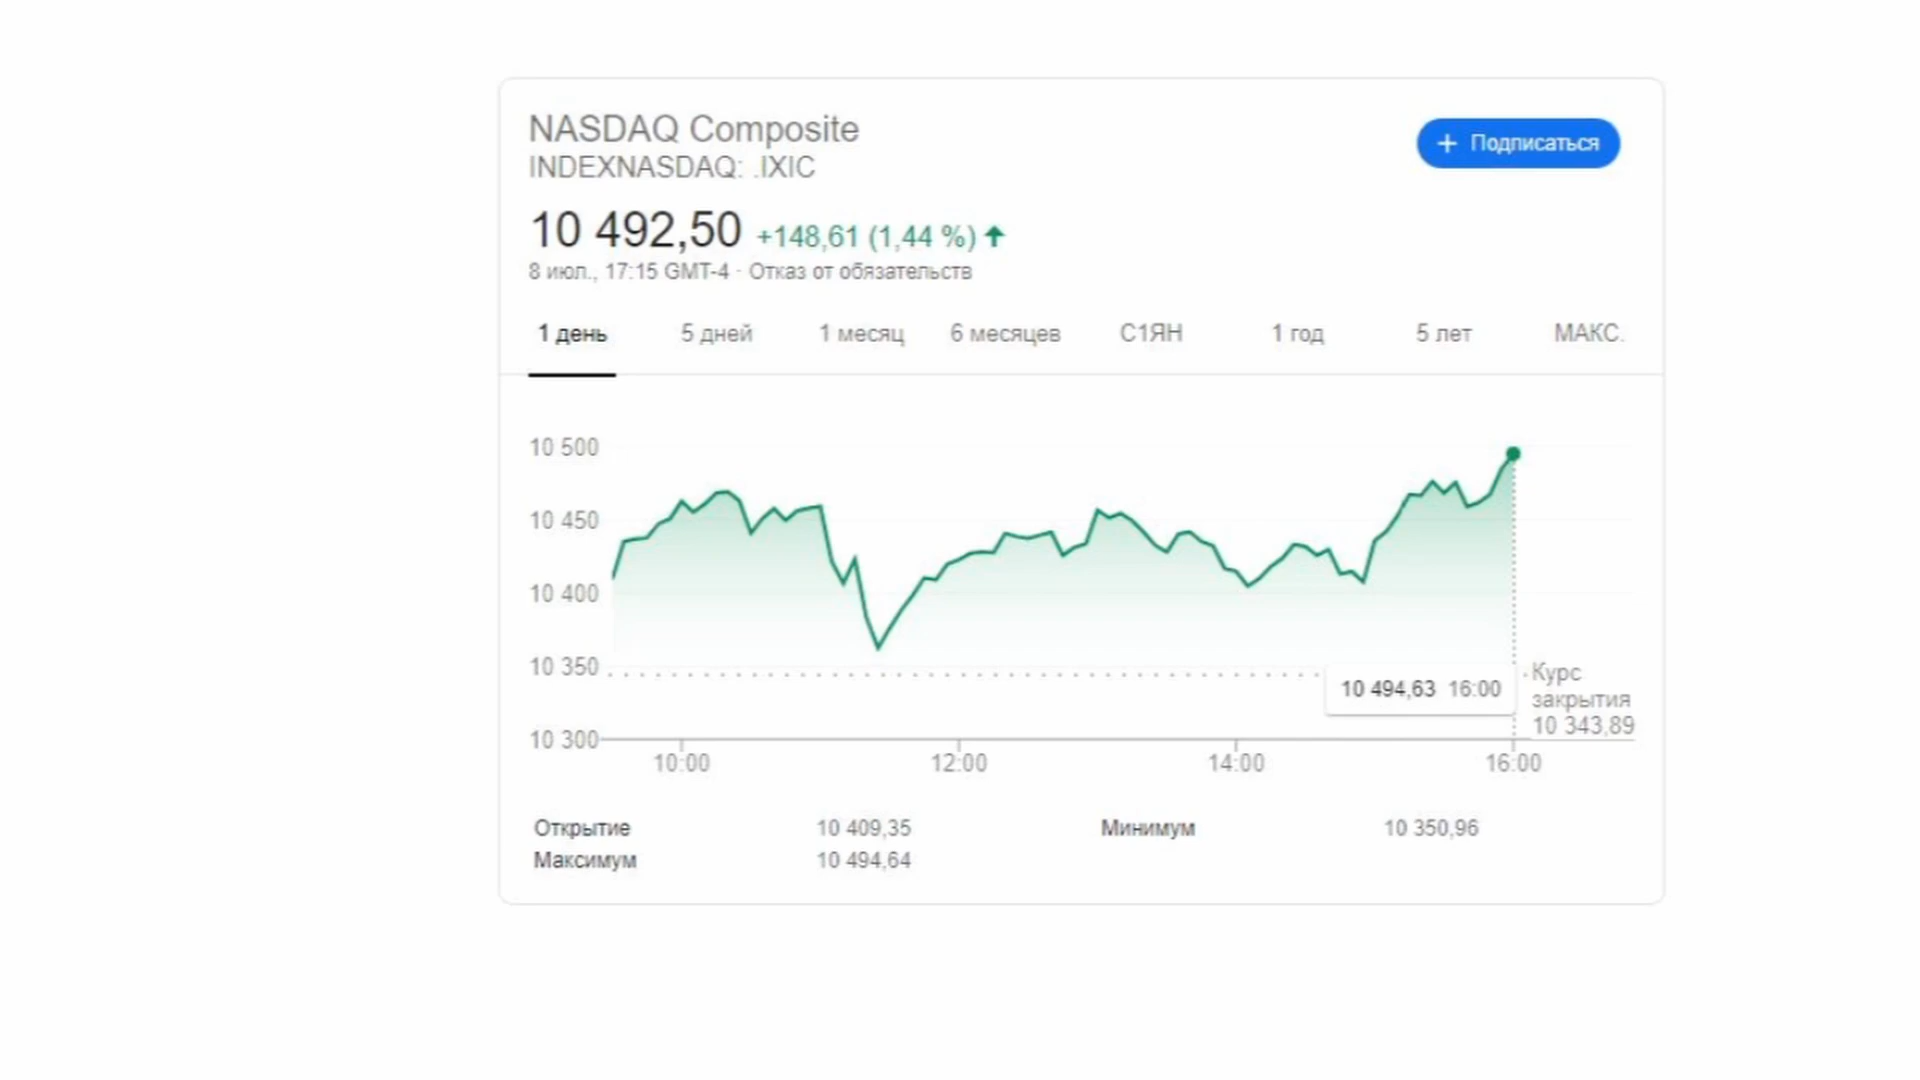 NASDAQ Composite
INDEXNASDAQ: .IXIC
+ Подписаться
10 492,50 +148,61 (1,44 %)
8 июл., 17:15 GMT-4 · Отказ от обязательств
1 день 5 дней 1 месяц 6 месяцев С1ЯН 1 год 5 лет МАКС.
10 500
10 450
10 400
10 350
10 300
10 494,63 16:00
Курс
закрытия
10 343,89
10:00 12:00 14:00 16:00
Открытие 10 409,35 Минимум 10 350,96
Максимум 10 494,64